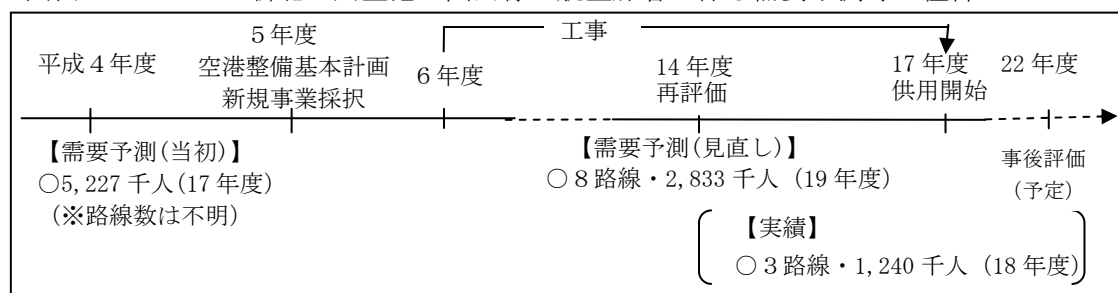 工事
平成4年度
5年度
空港整備基本計画
新規事業採択
6年度
14年度
再評価
17年度
供用開始
22年度
【需要予測(当初)】
○5,227千人(17年度)
(※路線数は不明)
【需要予測(見直し)】
○8路線・2,833千人 (19年度)
事後評価
(予定)
【実績】
○3路線・1,240千人 (18年度)